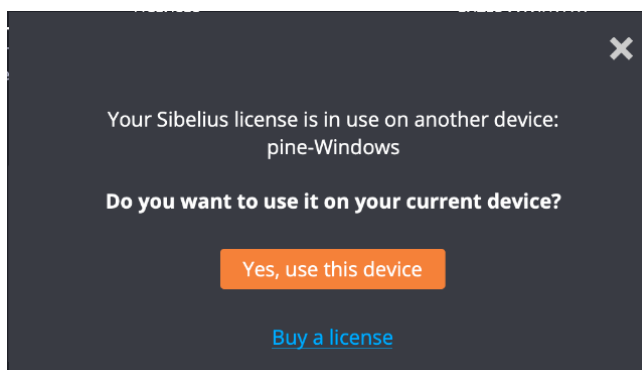 Your Sibelius license is in use on another device:
pine-Windows
Do you want to use it on your current device?
Yes, use this device
Buy a license